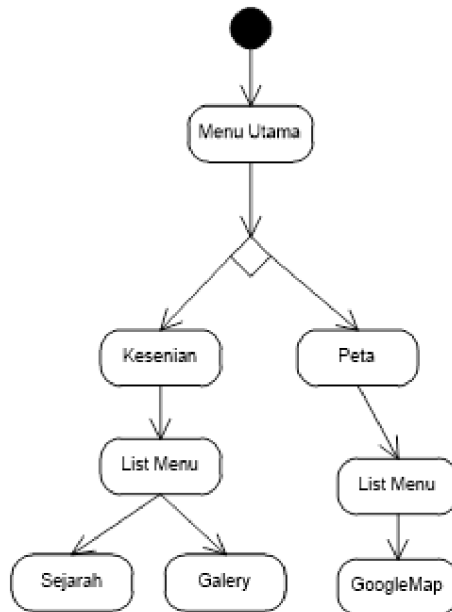 Menu Utama
Kesenian
Peta
List Menu
List Menu
Sejarah
Galery
GoogleMap